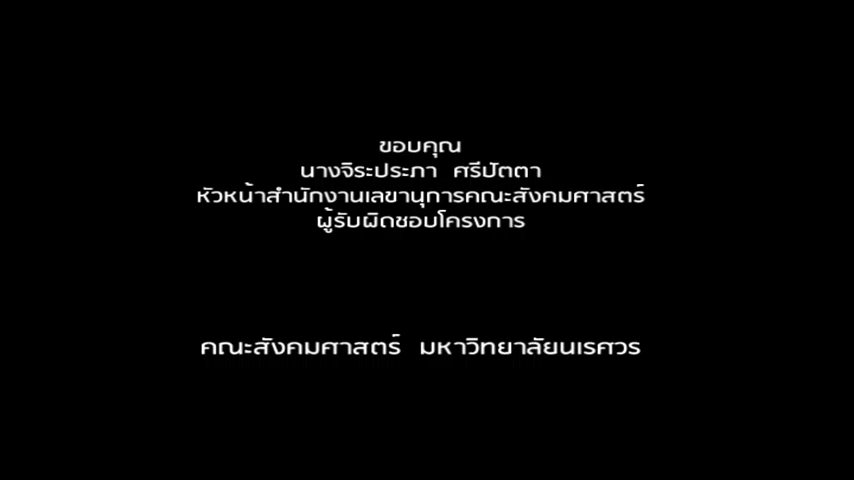 ขอบคุณ
นางจิระประภา ศรีปัตตา
หัวหน้าสำนักงานเลขานุการคณะสังคมศาสตร์
ผู้รับผิดชอบโครงการ
คณะสังคมศาสตร์ มหาวิทยาลัยนเรศวร